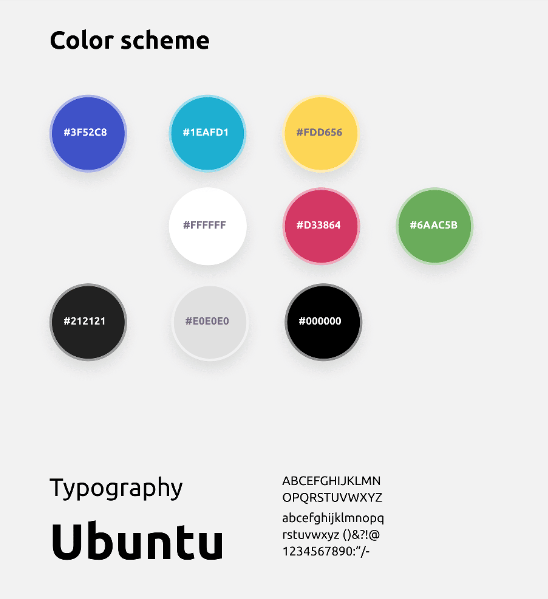 Color scheme
#3F52C8 #1EAFD1 #FDD656
#FFFFFF #D33864 #6AAC5B
#212121 #E0E0E0 #000000
Typography
Ubuntu
ABCEFGHIJKLMN
OPQRSTUVWXYZ
abcefghijklmnopq
rstuvwxyz ()&?!@
1234567890:”/-